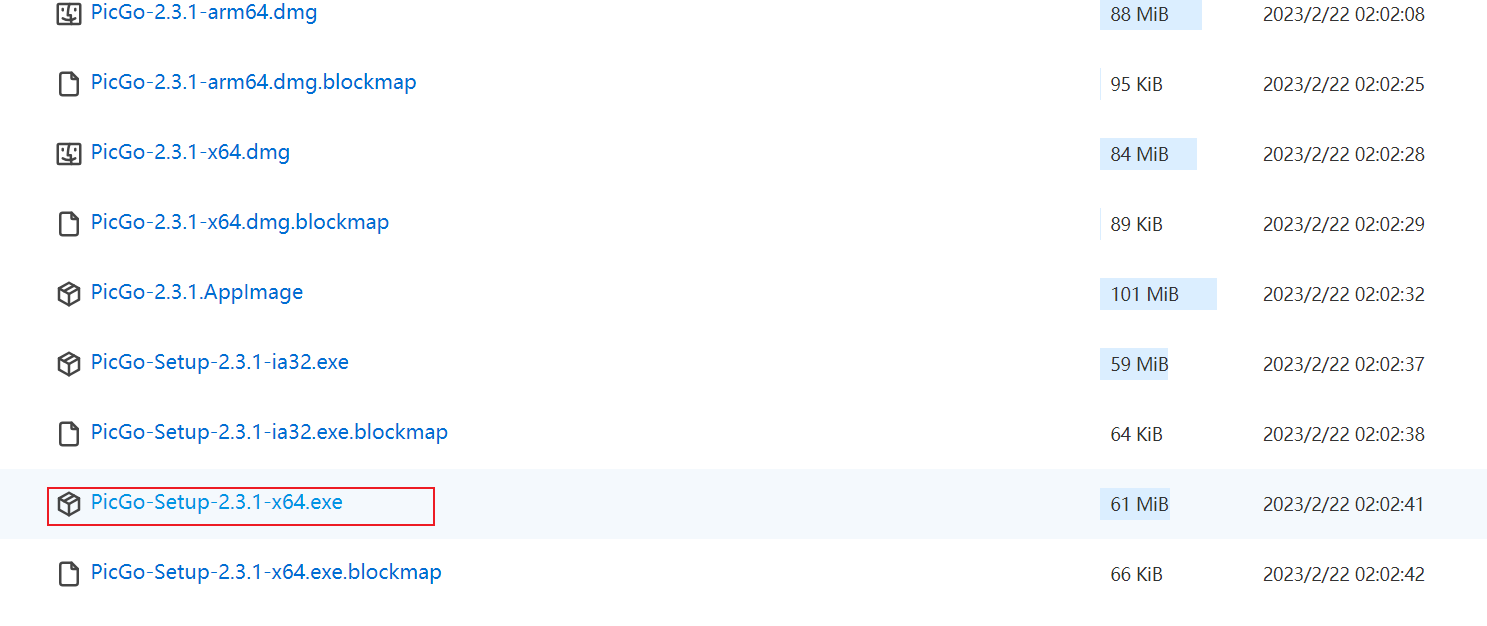 PicGo-2.3.1-arm64.dmg 88 MiB 2023/2/22 02:02:08
PicGo-2.3.1-arm64.dmg.blockmap 95 KiB 2023/2/22 02:02:25
PicGo-2.3.1-x64.dmg 84 MiB 2023/2/22 02:02:28
PicGo-2.3.1-x64.dmg.blockmap 89 KiB 2023/2/22 02:02:29
PicGo-2.3.1.AppImage 101 MiB 2023/2/22 02:02:32
PicGo-Setup-2.3.1-ia32.exe 59 MiB 2023/2/22 02:02:37
PicGo-Setup-2.3.1-ia32.exe.blockmap 64 KiB 2023/2/22 02:02:38
PicGo-Setup-2.3.1-x64.exe 61 MiB 2023/2/22 02:02:41
PicGo-Setup-2.3.1-x64.exe.blockmap 66 KiB 2023/2/22 02:02:42